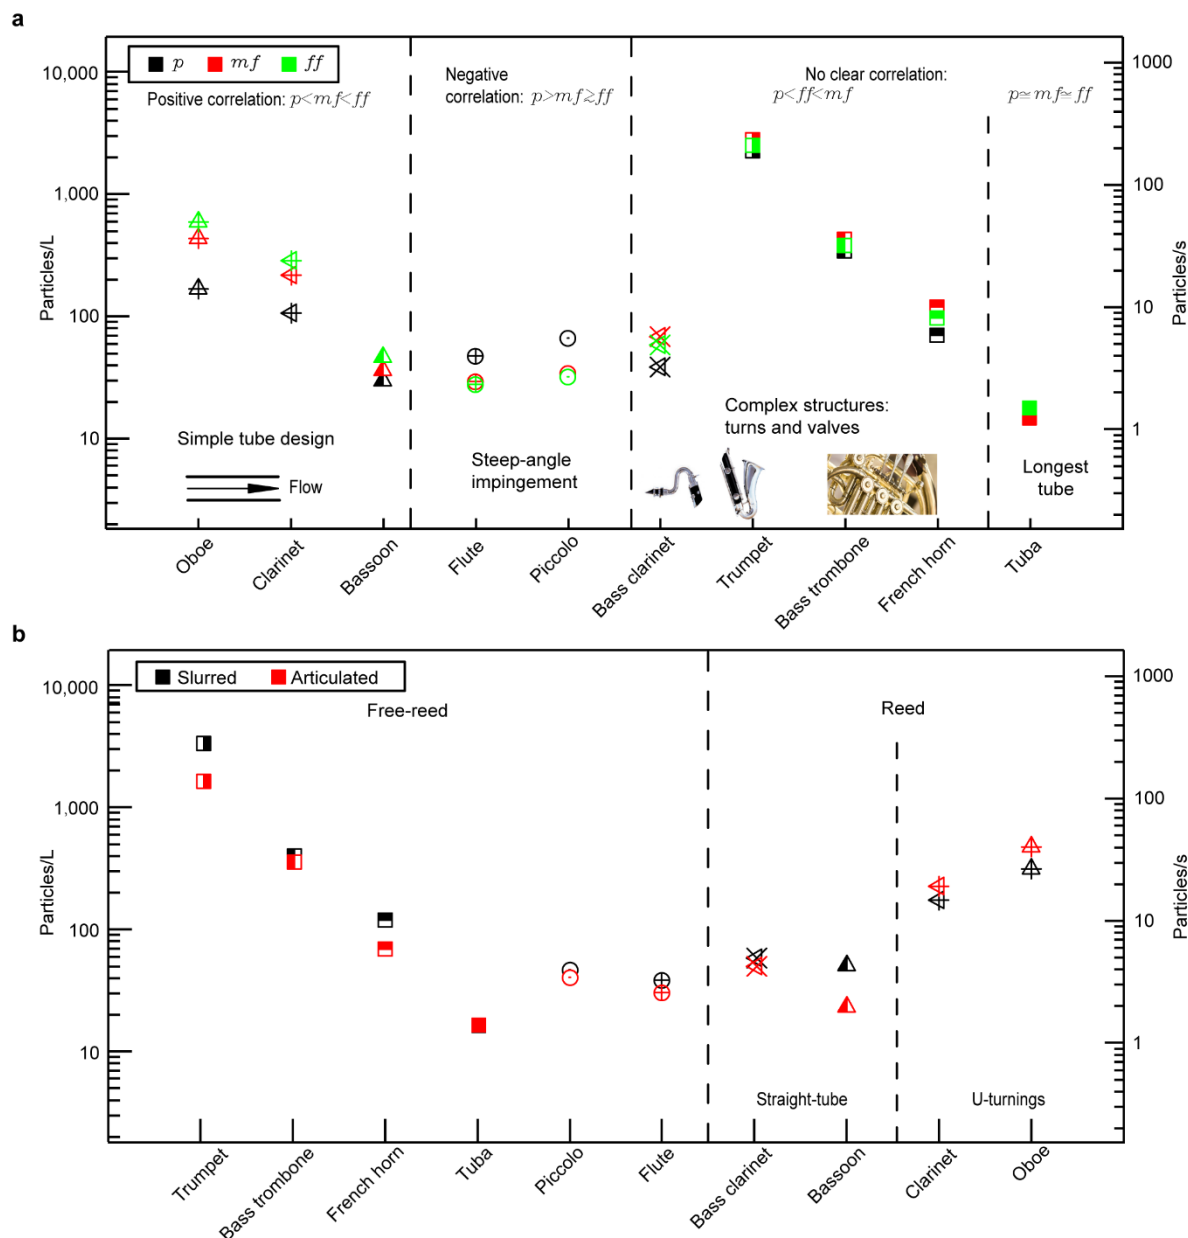 a
p mf ff
Positive correlation: p<mf<ff
Negative
correlation: p>mf≳ff
No clear correlation:
p<ff<mf
p≅mf≅ff
10,000
1,000
100
10
Particles/L
1000
100
10
1
Particles/s
Simple tube design
Flow
Steep-angle
impingement
Complex structures:
turns and valves
Longest
tube
Oboe
Clarinet
Bassoon
Flute
Piccolo
Bass clarinet
Trumpet
Bass trombone
French horn
Tuba
b
Slurred Articulated
Free-reed
Reed
10,000
1,000
100
10
Particles/L
1000
100
10
1
Particles/s
Straight-tube
U-turnings
Trumpet
Bass trombone
French horn
Tuba
Piccolo
Flute
Bass clarinet
Bassoon
Clarinet
Oboe